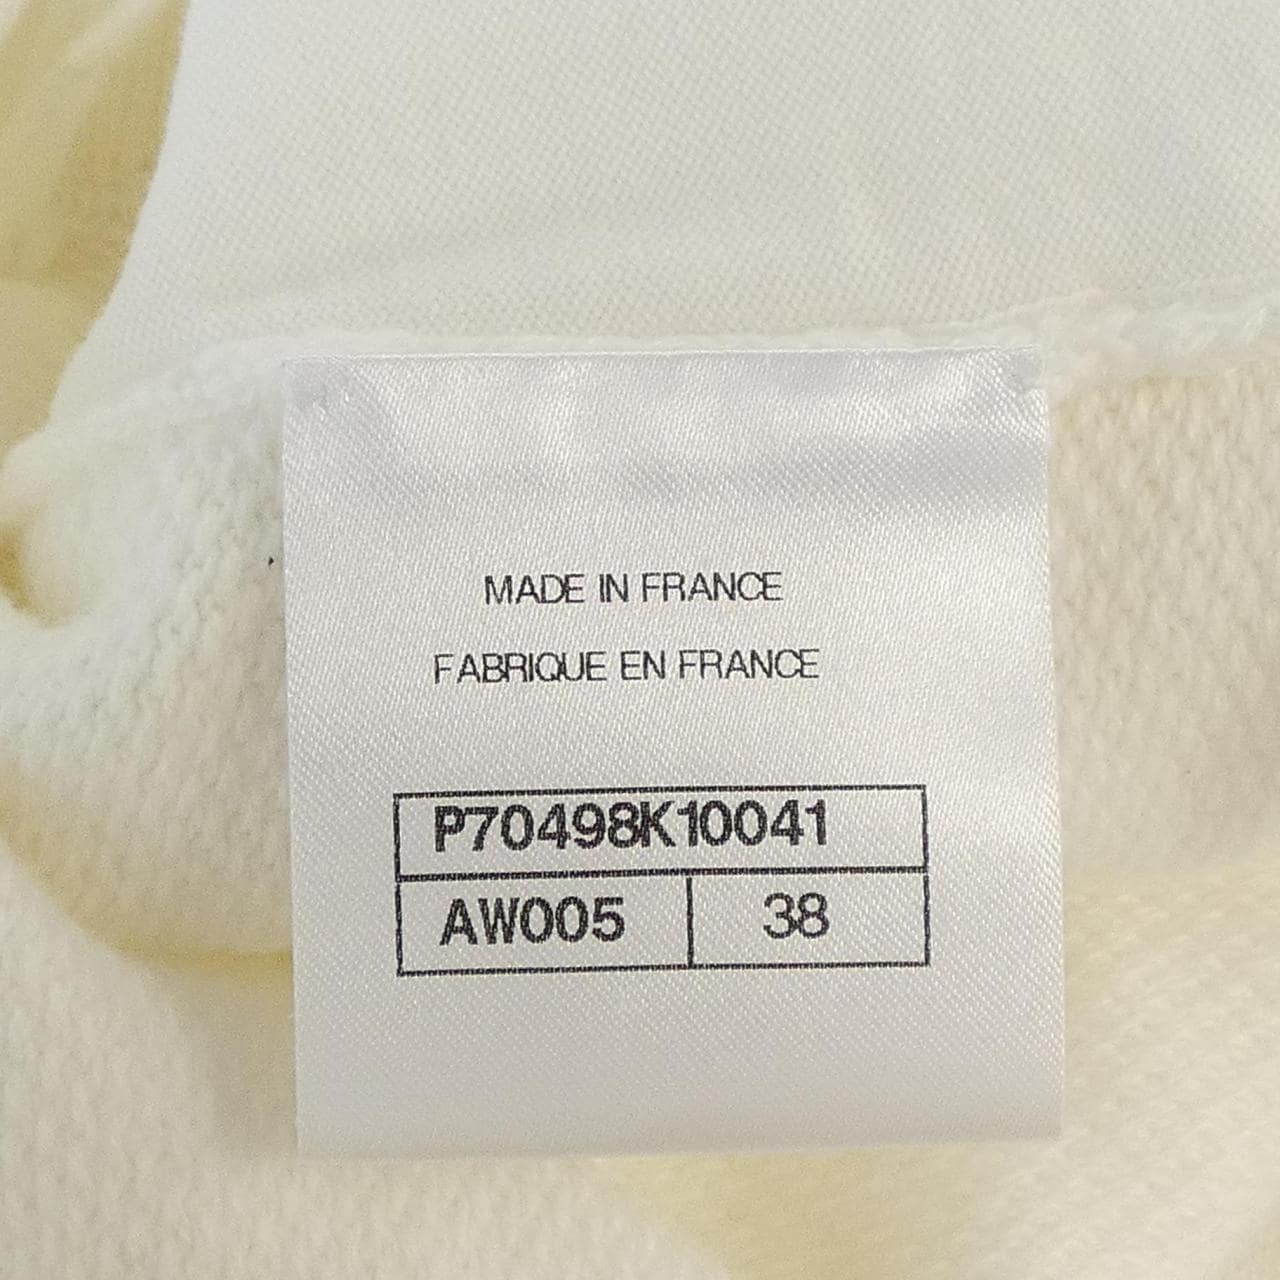 MADE IN FRANCE
FABRIQUE EN FRANCE
P70498K10041
AW005 38